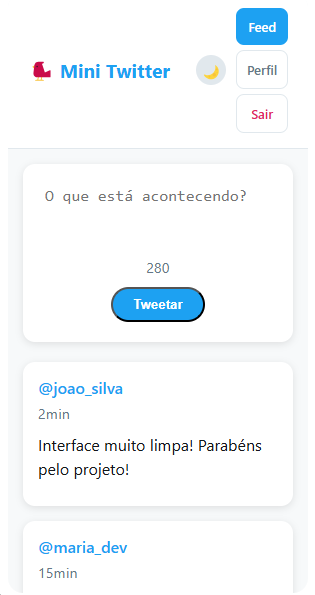 Feed
Mini Twitter
Perfil
Sair
O que está acontecendo?
280
Tweetar
@joao_silva
2min
Interface muito limpa! Parabéns
pelo projeto!
@maria_dev
15min